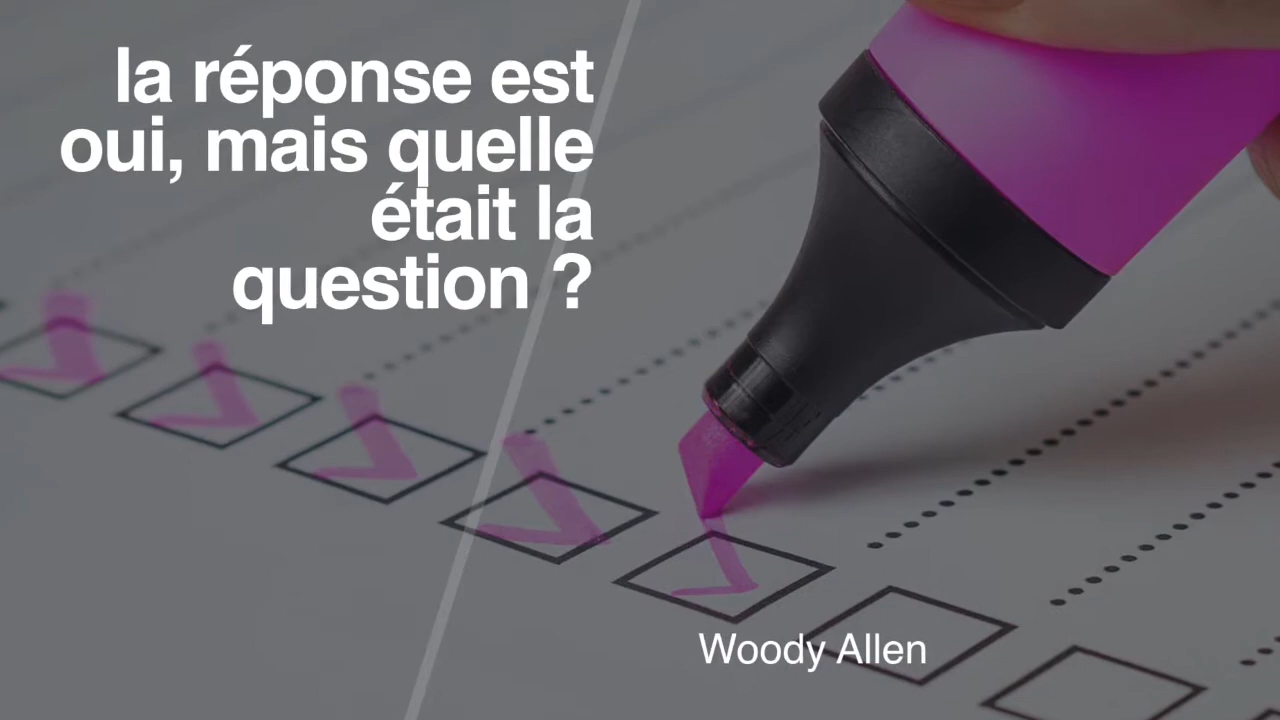 la réponse est
oui, mais quelle
était la
question ?
Woody Allen